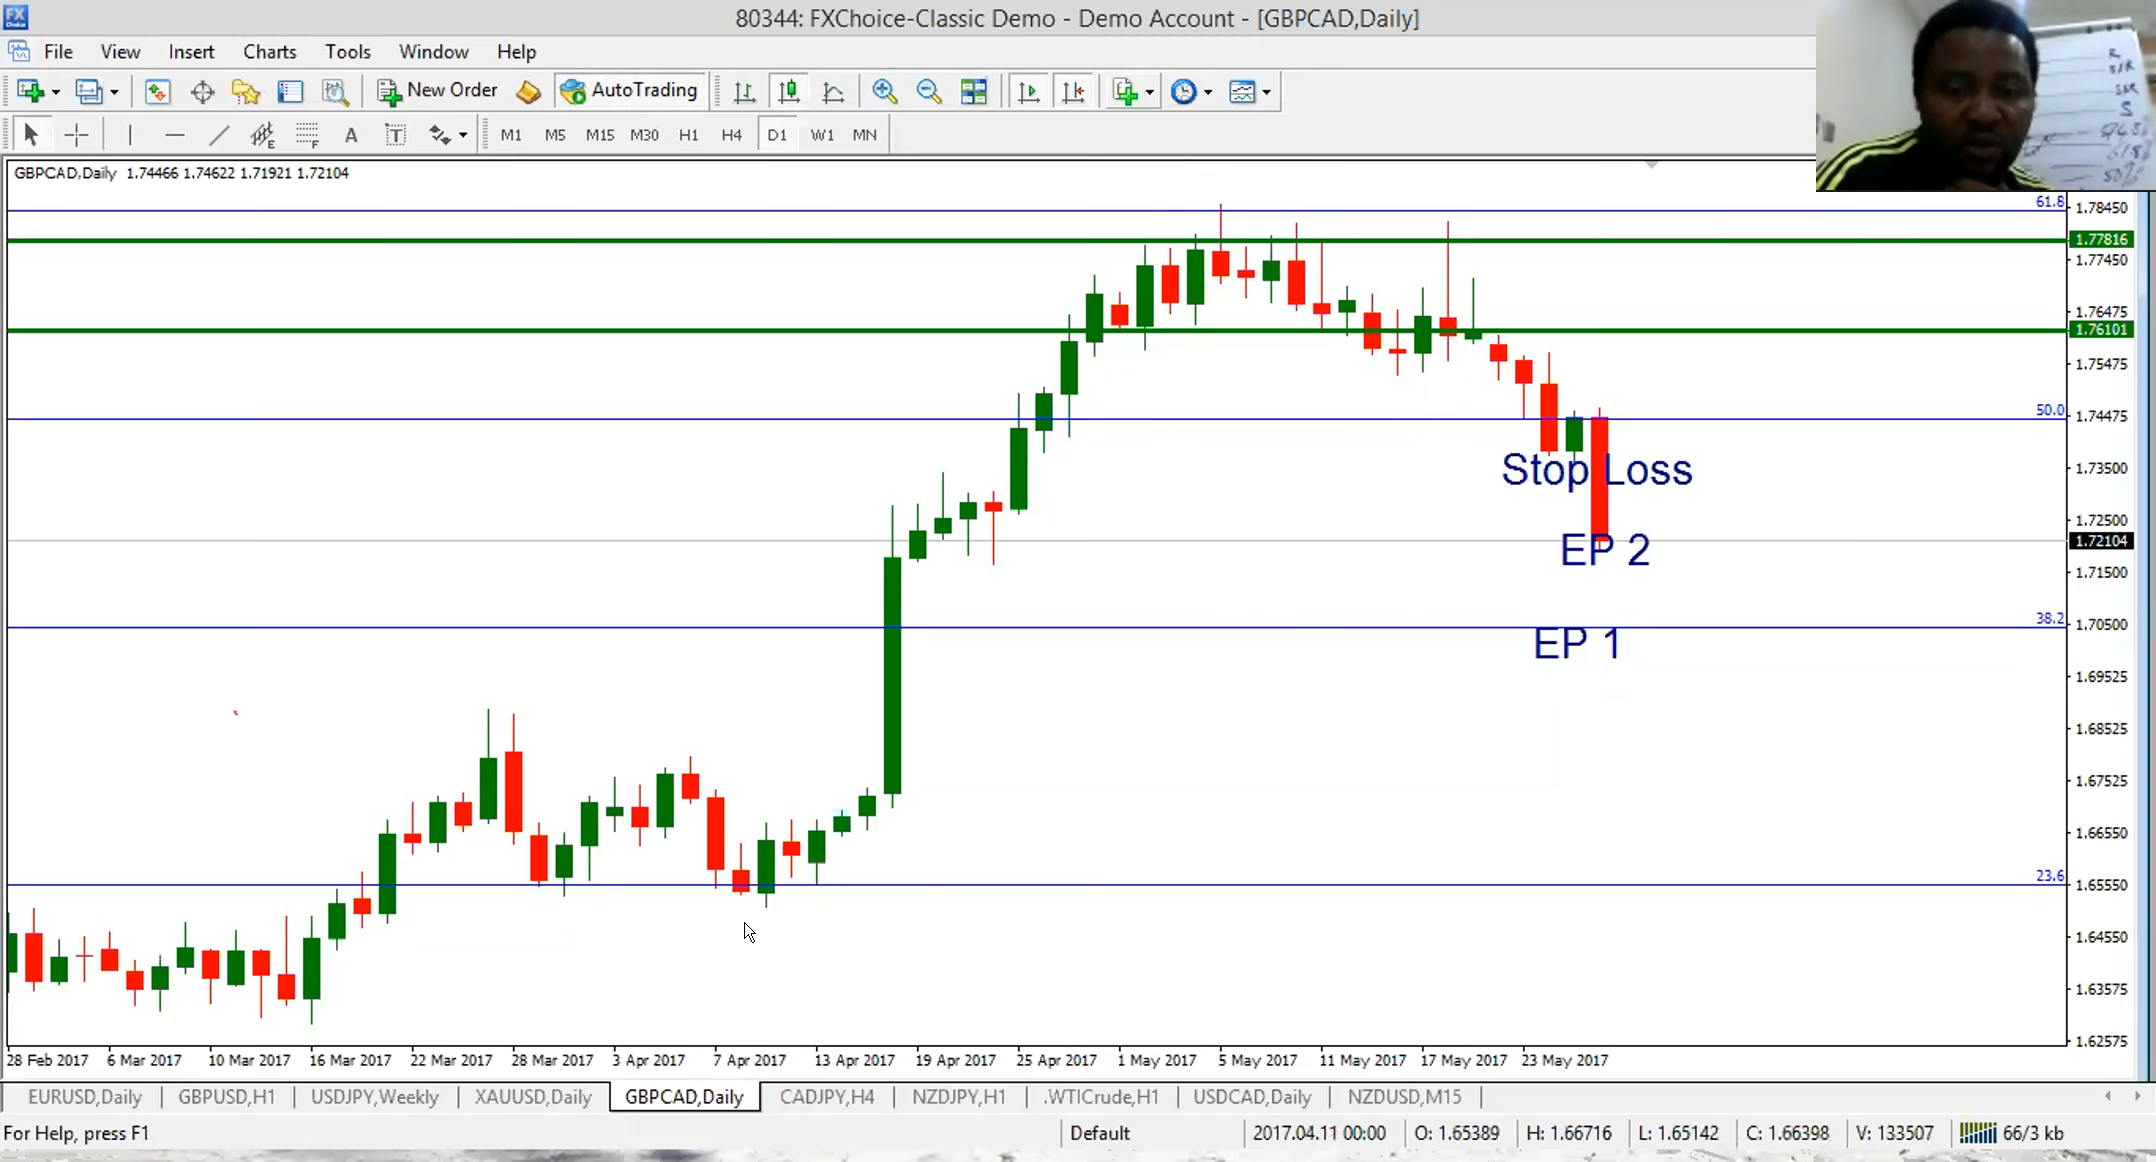 80344: FXChoice-Classic Demo - Demo Account - [GBPCAD,Daily]
FX
Choice
File View Insert Charts Tools Window Help
New Order AutoTrading
A T M1 M5 M15 M30 H1 H4 D1 W1 MN
GBPCAD,Daily 1.74466 1.74622 1.71921 1.72104
61.8
1.78450
1.77816
1.77450
1.76475
1.76101
1.75475
50.0
1.74475
Stop Loss
1.73500
1.72500
1.72104
EP 2
1.71500
38.2
1.70500
EP 1
1.69525
1.68525
1.67525
1.66550
23.6
1.65550
1.64550
1.63575
1.62575
28 Feb 2017 6 Mar 2017 10 Mar 2017 16 Mar 2017 22 Mar 2017 28 Mar 2017 3 Apr 2017 7 Apr 2017 13 Apr 2017 19 Apr 2017 25 Apr 2017 1 May 2017 5 May 2017 11 May 2017 17 May 2017 23 May 2017
EURUSD,Daily GBPUSD,H1 USDJPY,Weekly XAUUSD,Daily GBPCAD,Daily CADJPY,H4 NZDJPY,H1 .WTICrude,H1 USDCAD,Daily NZDUSD,M15
For Help, press F1 Default 2017.04.11 00:00 O: 1.65389 H: 1.66716 L: 1.65142 C: 1.66398 V: 133507 66/3 kb